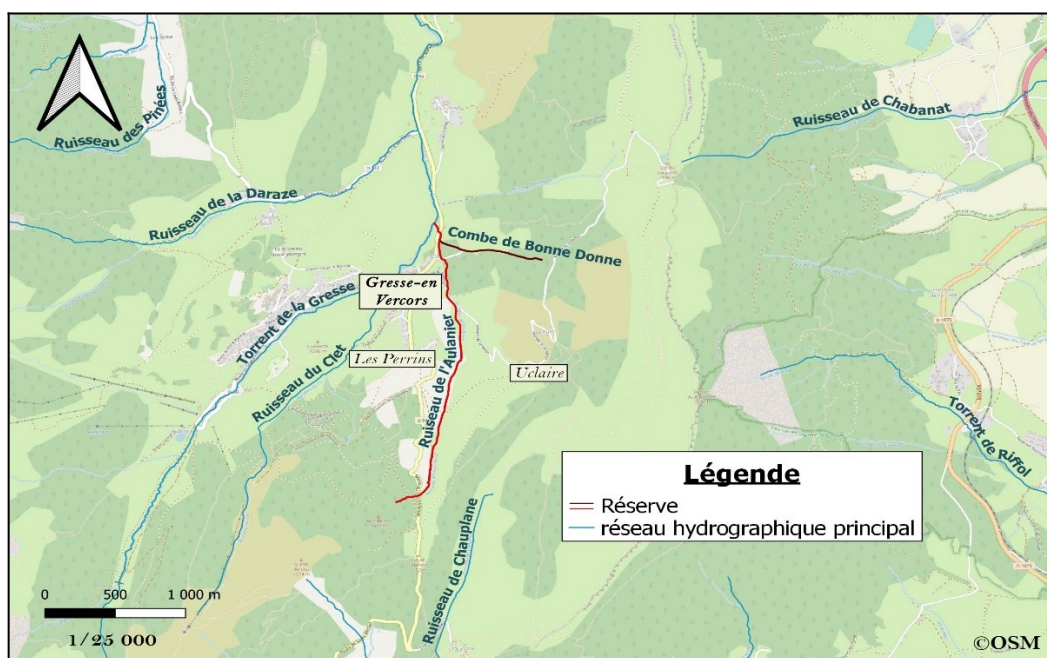 Ruisseau des Pinées
Ruisseau de Chabanat
Ruisseau de la Daraze
Combe de Bonne Donne
Gresse-en
Vercors
Torrent de la Gresse
Ruisseau du Clet
Les Perrins
Ruiseau de l'Aulanier
Uclaire
Torrent de Riffol
Ruisseau de Chauplane
Légende
Réserve
réseau hydrographique principal
0 500 1 000 m
1/25 000
©OSM